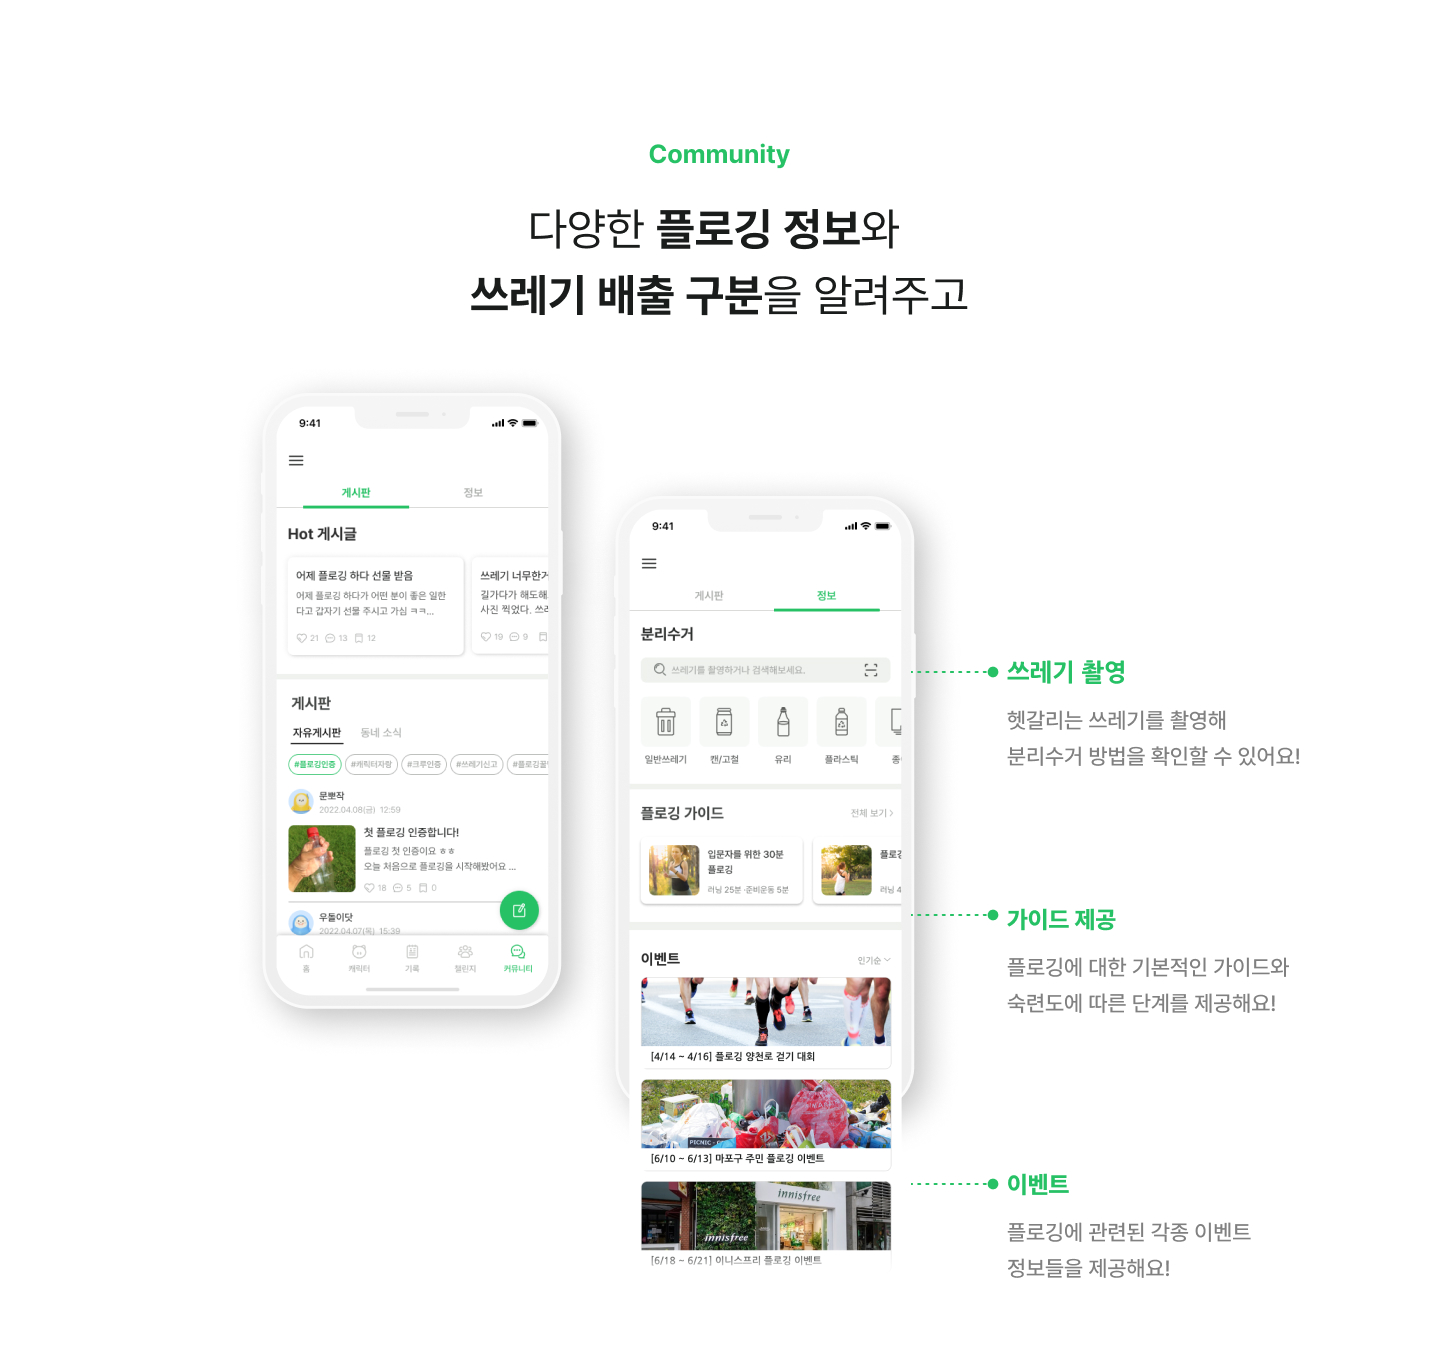 Community
다양한 플로깅 정보와
쓰레기 배출 구분을 알려주고
9:41
게시판 정보
Hot 게시글
어제 플로깅 하다 선물 받음
어제 플로깅 하다가 어떤 분이 좋은 일한
다고 갑자기 선물 주시고 가심 ㅋㅋ...
21 13 12
쓰레기 너무한거
길가다가 해도해
사진 찍었다. 쓰레
19 9
게시판
자유게시판 동네 소식
#플로깅인증 #캐릭터자랑 #크루인증 #쓰레기신고 #플로깅꿀
문뽀작
2022.04.08(금) 12:59
첫 플로깅 인증합니다!
플로깅 첫 인증이요 ㅎㅎ
오늘 처음으로 플로깅을 시작해봤어요 ...
18 5 0
우돌이닷
2022.04.07(목) 15:39
홈 캐릭터 기록 챌린지 커뮤니티
9:41
게시판 정보
분리수거
쓰레기를 촬영하거나 검색해보세요.
일반쓰레기 캔/고철 유리 플라스틱 종
플로깅 가이드 전체 보기
입문자를 위한 30분
플로깅
러닝 25분 ·준비운동 5분
플로깅
러닝 4
이벤트 인기순
[4/14 ~ 4/16] 플로깅 양천로 걷기 대회
PICNIC
[6/10 ~ 6/13] 마포구 주민 플로깅 이벤트
innisfree
innisfree
[6/18 ~ 6/21] 이니스프리 플로깅 이벤트
쓰레기 촬영
헷갈리는 쓰레기를 촬영해
분리수거 방법을 확인할 수 있어요!
가이드 제공
플로깅에 대한 기본적인 가이드와
숙련도에 따른 단계를 제공해요!
이벤트
플로깅에 관련된 각종 이벤트
정보들을 제공해요!